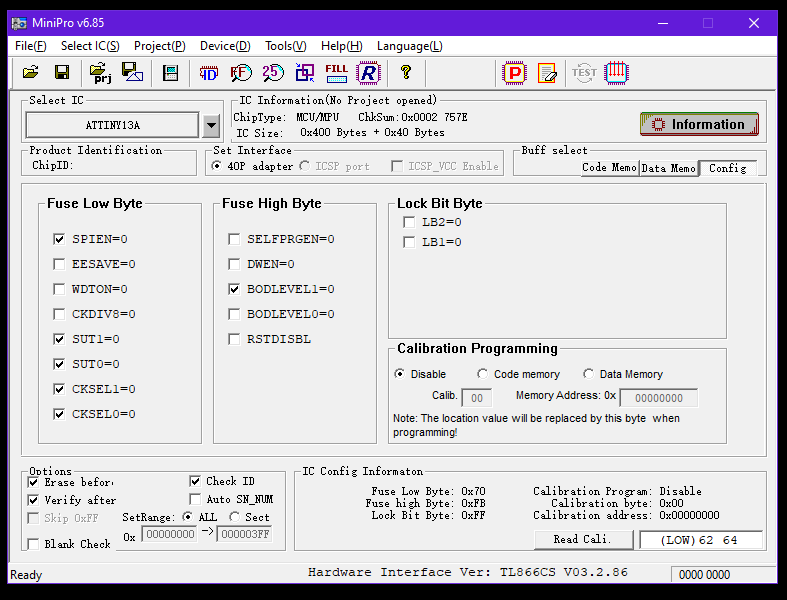 MiniPro v6.85
File(F) Select IC(S) Project(P) Device(D) Tools(V) Help(H) Language(L)
prj ID FF 25 FILL R ? P TEST
Select IC
ATTINY13A
IC Information(No Project opened)
ChipType: MCU/MPU ChkSum:0x0002 757E
IC Size: 0x400 Bytes + 0x40 Bytes
Information
Product Identification
ChipID:
Set Interface
40P adapter ICSP port ICSP_VCC Enable
Buff select
Code Memo Data Memo Config
Fuse Low Byte
SPIEN=0
EESAVE=0
WDTON=0
CKDIV8=0
SUT1=0
SUT0=0
CKSEL1=0
CKSEL0=0
Fuse High Byte
SELFPRGEN=0
DWEN=0
BODLEVEL1=0
BODLEVEL0=0
RSTDISBL
Lock Bit Byte
LB2=0
LB1=0
Calibration Programming
Disable Code memory Data Memory
Calib. 00 Memory Address: 0x 00000000
Note: The location value will be replaced by this byte when
programming!
Options
Erase befor Check ID
Verify after Auto SN_NUM
Skip 0xFF SetRange: ALL Sect
Blank Check 0x 00000000 -> 000003FF
IC Config Informaton
Fuse Low Byte: 0x70 Calibration Program: Disable
Fuse high Byte: 0xFB Calibration byte: 0x00
Lock Bit Byte: 0xFF Calibration address: 0x00000000
Read Cali. (LOW)62 64
Ready Hardware Interface Ver: TL866CS V03.2.86 0000 0000